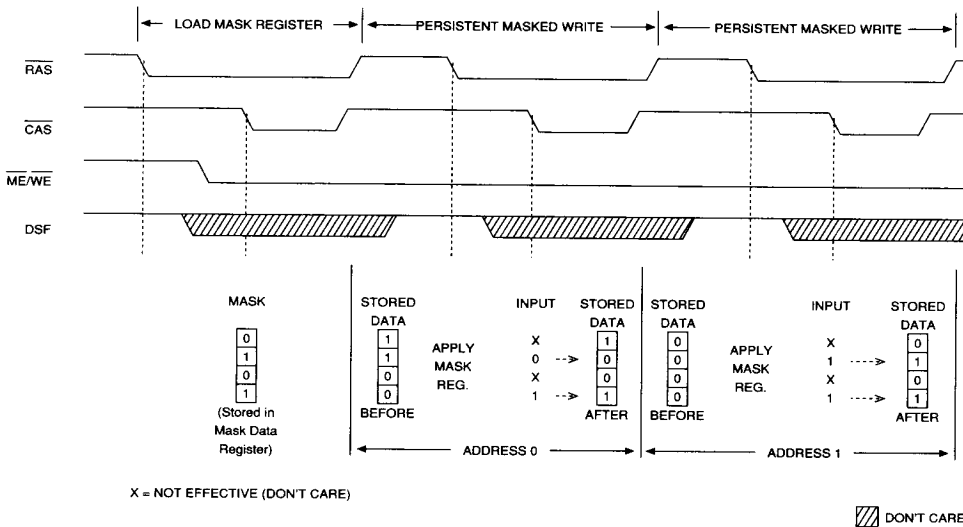 LOAD MASK REGISTER PERSISTENT MASKED WRITE PERSISTENT MASKED WRITE
RAS
CAS
ME/WE
DSF
MASK
0
1
0
1
(Stored in
Mask Data
Register)
STORED
DATA
1
1
0
0
BEFORE
APPLY
MASK
REG.
INPUT
X
0
X
1
STORED
DATA
1
0
0
1
AFTER
ADDRESS 0
STORED
DATA
0
0
0
0
BEFORE
APPLY
MASK
REG.
INPUT
X
1
X
1
STORED
DATA
0
1
0
1
AFTER
ADDRESS 1
X = NOT EFFECTIVE (DON'T CARE)
DON'T CARE